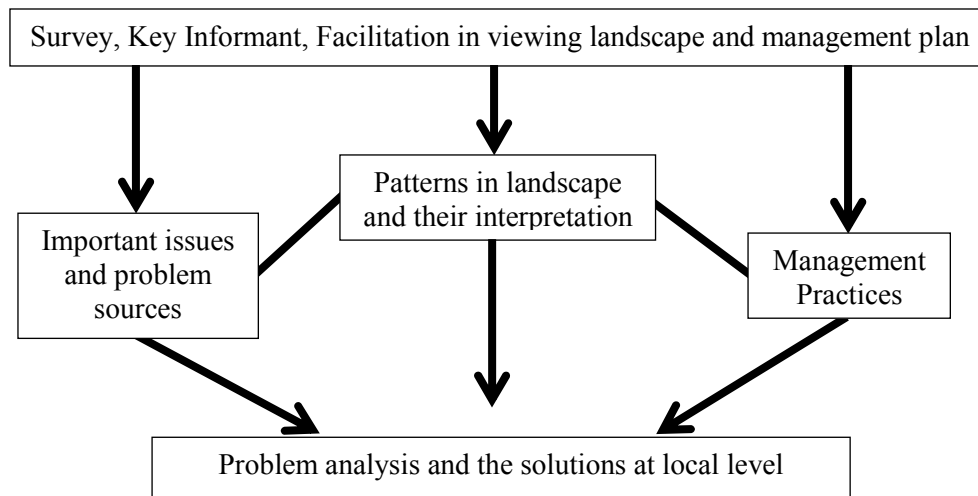 Survey, Key Informant, Facilitation in viewing landscape and management plan
Patterns in landscape
and their interpretation
Important issues
and problem
sources
Management
Practices
Problem analysis and the solutions at local level